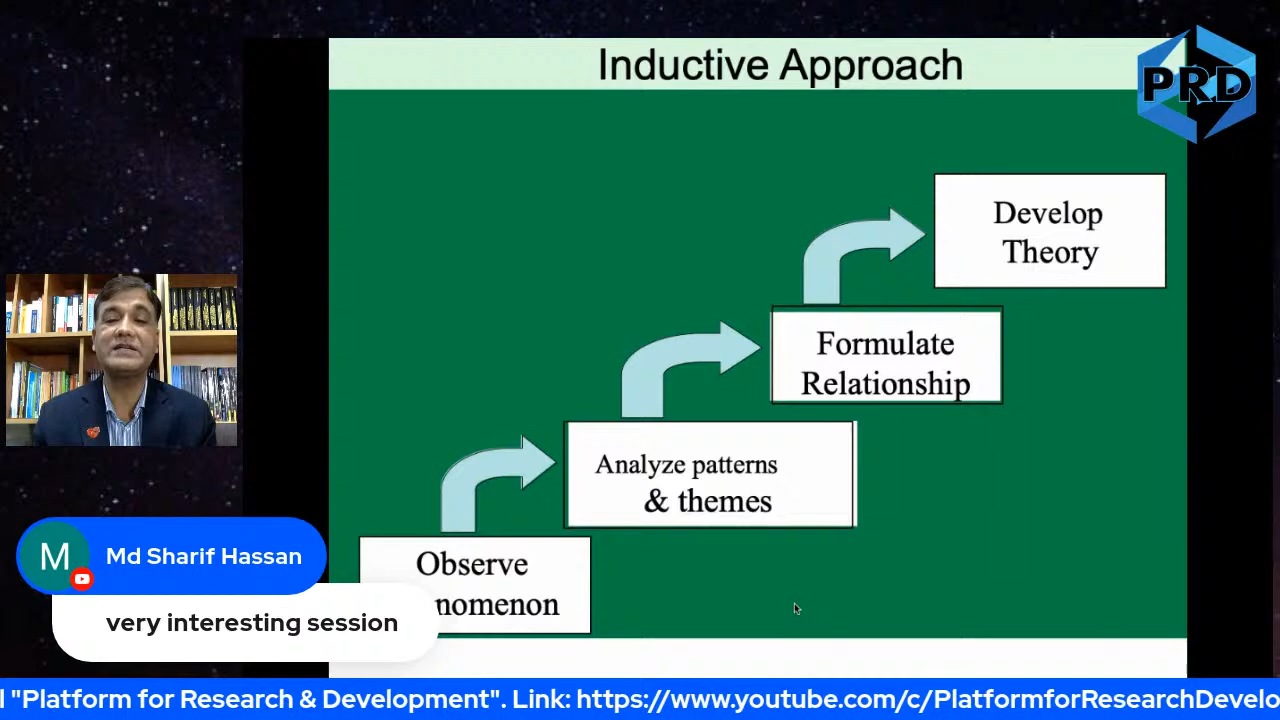 Inductive Approach
PRD
Develop
Theory
Formulate
Relationship
Analyze patterns
& themes
Observe
nomenon
M
Md Sharif Hassan
very interesting session
l "Platform for Research & Development". Link: https://www.youtube.com/c/PlatformforResearchDevelo